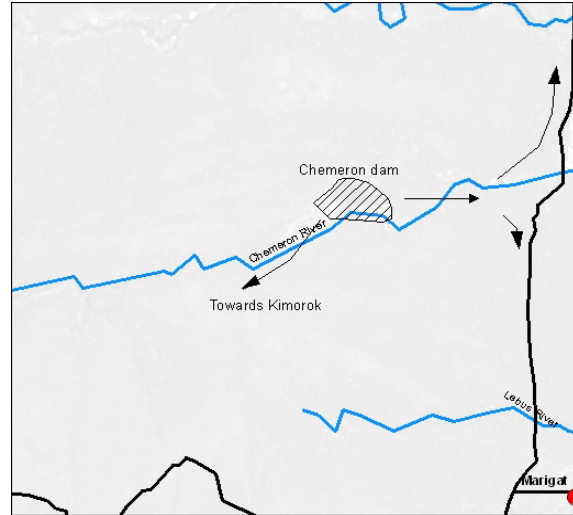 Chemeron dam
Chemeron River
Towards Kimorok
Lebus River
Marigat